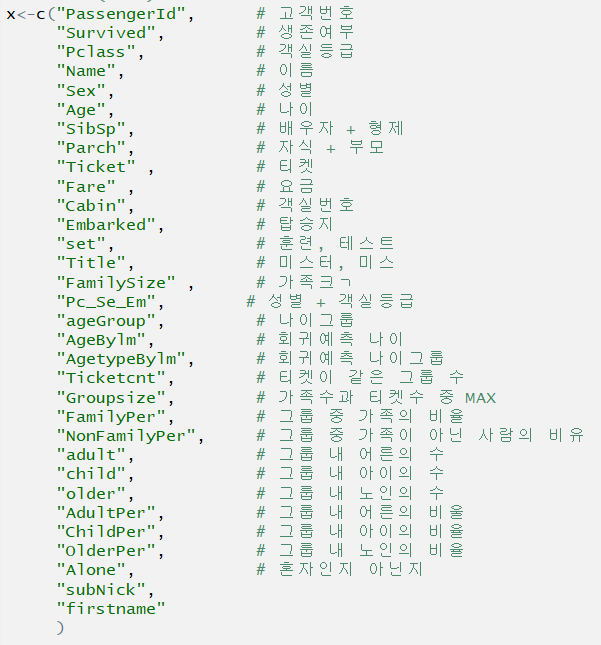 x<-c("PassengerId",      # 고객번호
     "Survived",         # 생존여부
     "Pclass",           # 객실등급
     "Name",             # 이름
     "Sex",              # 성별
     "Age",              # 나이
     "SibSp",            # 배우자 + 형제
     "Parch",            # 자식 + 부모
     "Ticket" ,          # 티켓
     "Fare" ,            # 요금
     "Cabin",            # 객실번호
     "Embarked",         # 탑승지
     "set",              # 훈련, 테스트
     "Title",            # 미스터, 미스
     "FamilySize" ,      # 가족크ㄱ
     "Pc_Se_Em",        # 성별 + 객실등급
     "ageGroup",         # 나이그룹
     "AgeBylm",          # 회귀예측 나이
     "AgetypeBylm",      # 회귀예측 나이그룹
     "Ticketcnt",        # 티켓이 같은 그룹 수
     "Groupsize",        # 가족수과 티켓수 중 MAX
     "FamilyPer",        # 그룹 중 가족의 비율
     "NonFamilyPer",     # 그룹 중 가족이 아닌 사람의 비유
     "adult",            # 그룹 내 어른의 수
     "child",            # 그룹 내 아이의 수
     "older",            # 그룹 내 노인의 수
     "AdultPer",         # 그룹 내 어른의 비율
     "ChildPer",         # 그룹 내 아이의 비율
     "OlderPer",         # 그룹 내 노인의 비율
     "Alone",            # 혼자인지 아닌지
     "subNick",
     "firstname"
     )